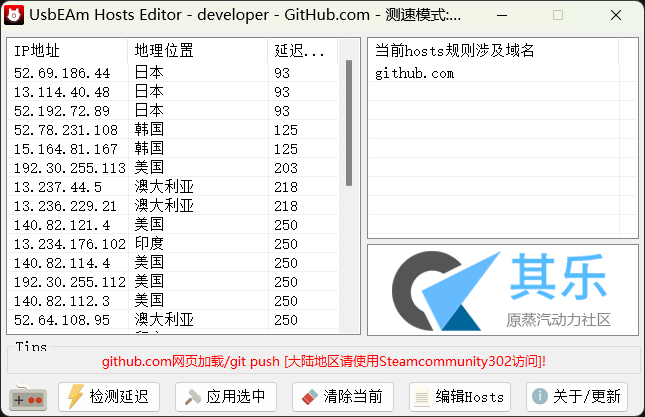 UsbEAm Hosts Editor - developer - GitHub.com - 测速模式:...
IP地址 地理位置 延迟...
52.69.186.44 日本 93
13.114.40.48 日本 93
52.192.72.89 日本 93
52.78.231.108 韩国 125
15.164.81.167 韩国 125
192.30.255.113 美国 203
13.237.44.5 澳大利亚 218
13.236.229.21 澳大利亚 218
140.82.121.4 美国 250
13.234.176.102 印度 250
140.82.114.4 美国 250
192.30.255.112 美国 250
140.82.112.3 美国 250
52.64.108.95 澳大利亚 250
当前hosts规则涉及域名
github.com
其乐
原蒸汽动力社区
Tips
github.com网页加载/git push [大陆地区请使用Steamcommunity302访问]!
检测延迟 应用选中 清除当前 编辑Hosts 关于/更新